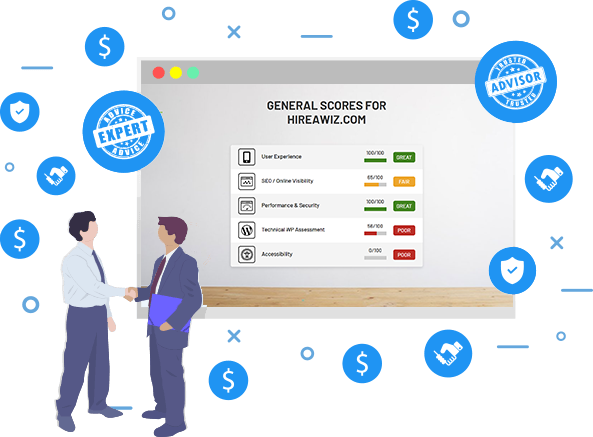 TRUSTED
ADVISOR
TRUSTED
GENERAL SCORES FOR
HIREAWIZ.COM
ADVICE
EXPERT
ADVICE
User Experience 100/100 GREAT
SEO / Online Visibility 65/100 FAIR
Performance & Security 100/100 GREAT
Technical WP Assessment 56/100 POOR
Accessibility 0/100 POOR